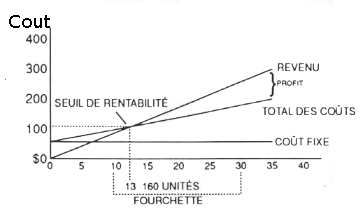 Cout
400
300
200
100
$0
REVENU
PROFIT
SEUIL DE RENTABILITÉ
TOTAL DES COÛTS
COÛT FIXE
0 5 10 15 20 25 30 35 40
13 160 UNITÉS
FOURCHETTE